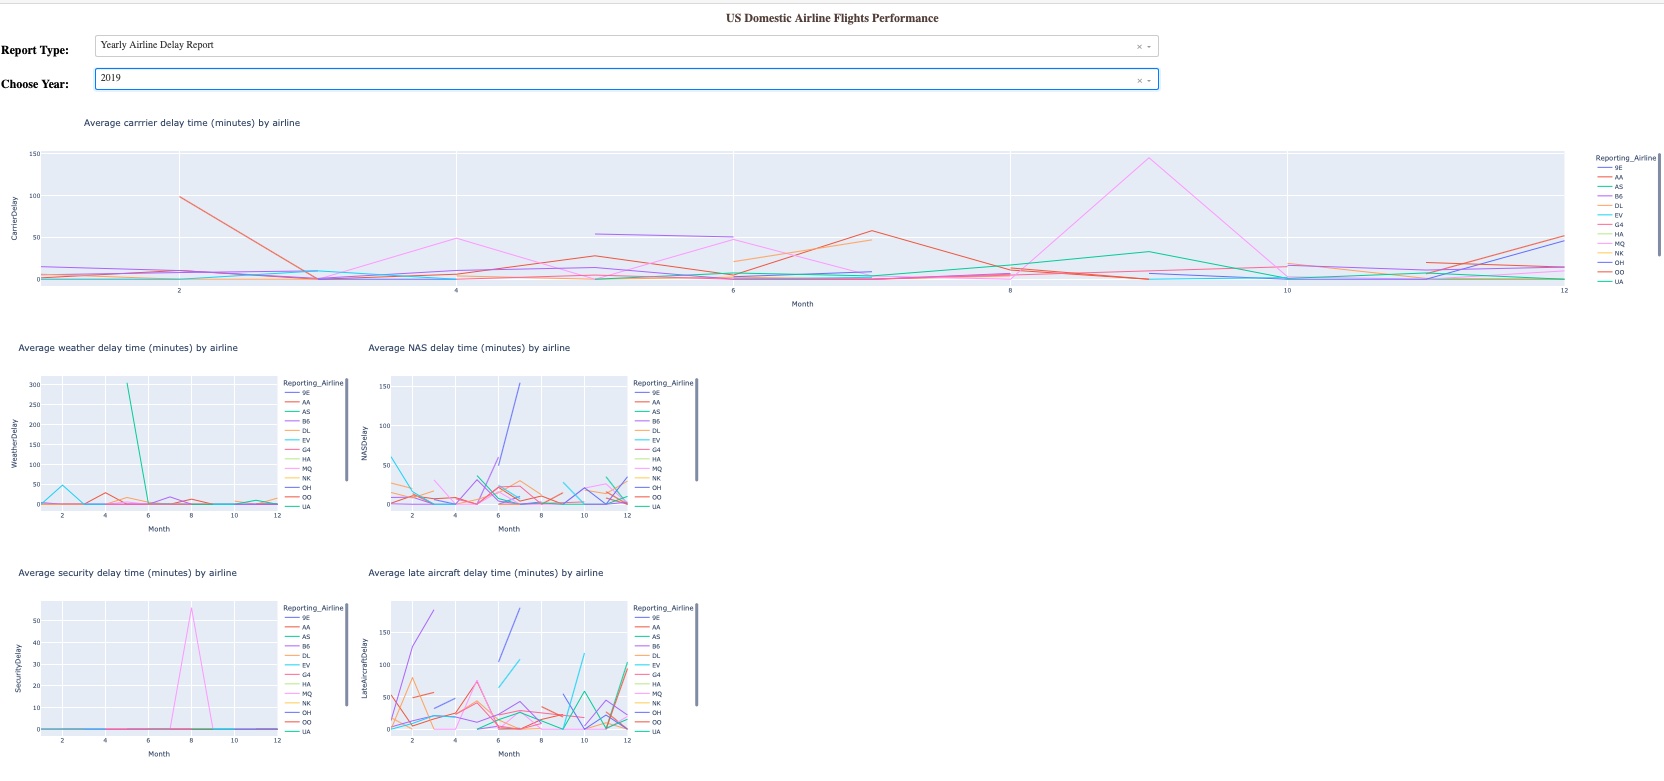 US Domestic Airline Flights Performance
Report Type:
Yearly Airline Delay Report
× ▾
Choose Year:
2019
× ▾
Average carrrier delay time (minutes) by airline
CarrierDelay
150
100
50
0
2 4 6 8 10 12
Month
Reporting_Airline
9E
AA
AS
B6
DL
EV
G4
HA
MQ
NK
OH
OO
UA
Average weather delay time (minutes) by airline
WeatherDelay
300
250
200
150
100
50
0
2 4 6 8 10 12
Month
Reporting_Airline
9E
AA
AS
B6
DL
EV
G4
HA
MQ
NK
OH
OO
UA
Average NAS delay time (minutes) by airline
NASDelay
150
100
50
0
2 4 6 8 10 12
Month
Reporting_Airline
9E
AA
AS
B6
DL
EV
G4
HA
MQ
NK
OH
OO
UA
Average security delay time (minutes) by airline
SecurityDelay
50
40
30
20
10
0
2 4 6 8 10 12
Month
Reporting_Airline
9E
AA
AS
B6
DL
EV
G4
HA
MQ
NK
OH
OO
UA
Average late aircraft delay time (minutes) by airline
LateAircraftDelay
150
100
50
0
2 4 6 8 10 12
Month
Reporting_Airline
9E
AA
AS
B6
DL
EV
G4
HA
MQ
NK
OH
OO
UA